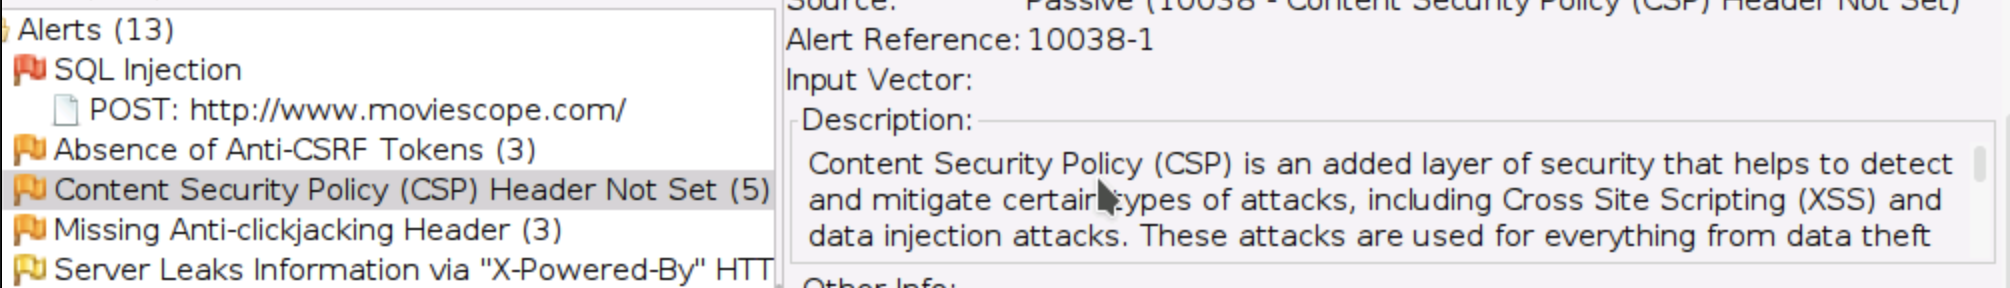 Alerts (13)
SQL Injection
POST: http://www.moviescope.com/
Absence of Anti-CSRF Tokens (3)
Content Security Policy (CSP) Header Not Set (5)
Missing Anti-clickjacking Header (3)
Server Leaks Information via "X-Powered-By" HTT
Source: Passive (10038 - Content Security Policy (CSP) Header Not Set)
Alert Reference: 10038-1
Input Vector:
Description:
Content Security Policy (CSP) is an added layer of security that helps to detect
and mitigate certain types of attacks, including Cross Site Scripting (XSS) and
data injection attacks. These attacks are used for everything from data theft
Other Info: